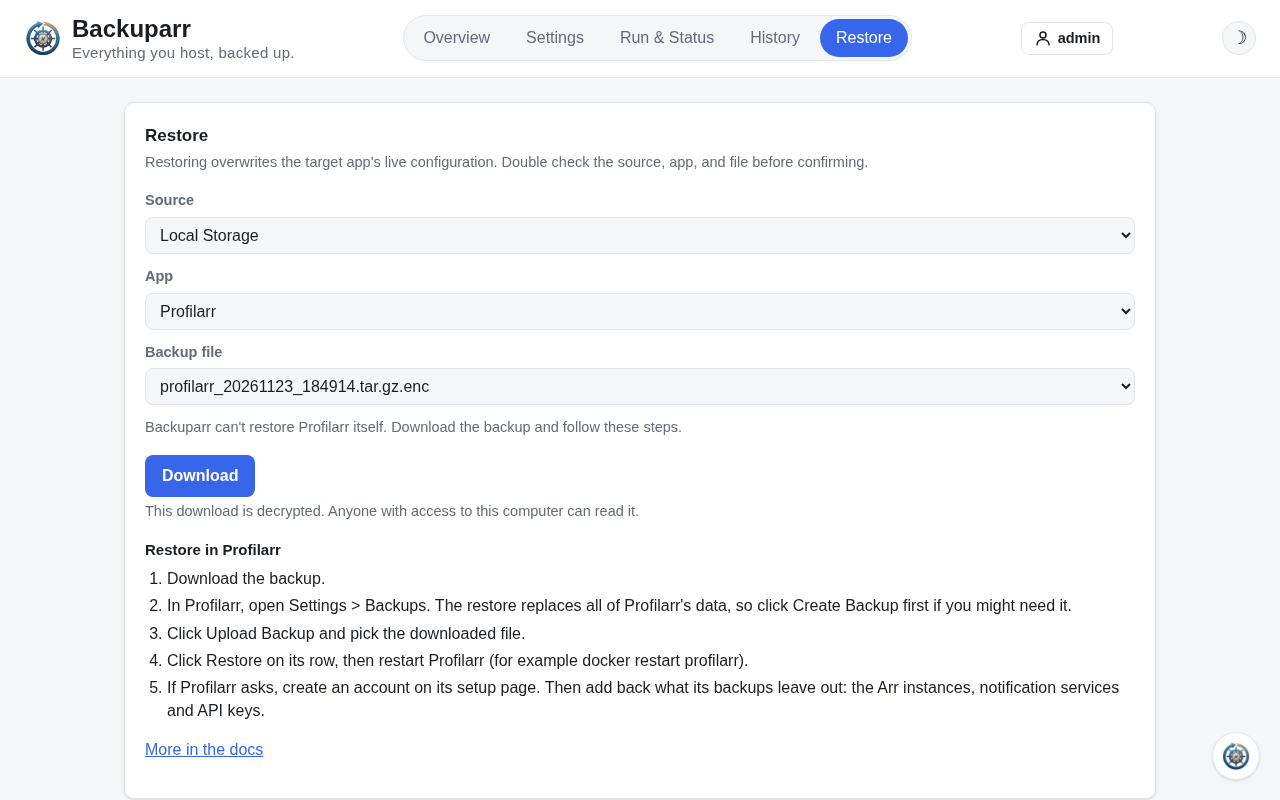 Backuparr
Everything you host, backed up.
Overview
Settings
Run & Status
History
Restore
admin
Restore
Restoring overwrites the target app's live configuration. Double check the source, app, and file before confirming.
Source
Local Storage
App
Profilarr
Backup file
profilarr_20261123_184914.tar.gz.enc
Backuparr can't restore Profilarr itself. Download the backup and follow these steps.
Download
This download is decrypted. Anyone with access to this computer can read it.
Restore in Profilarr
1. Download the backup.
2. In Profilarr, open Settings > Backups. The restore replaces all of Profilarr's data, so click Create Backup first if you might need it.
3. Click Upload Backup and pick the downloaded file.
4. Click Restore on its row, then restart Profilarr (for example docker restart profilarr).
5. If Profilarr asks, create an account on its setup page. Then add back what its backups leave out: the Arr instances, notification services
and API keys.
More in the docs